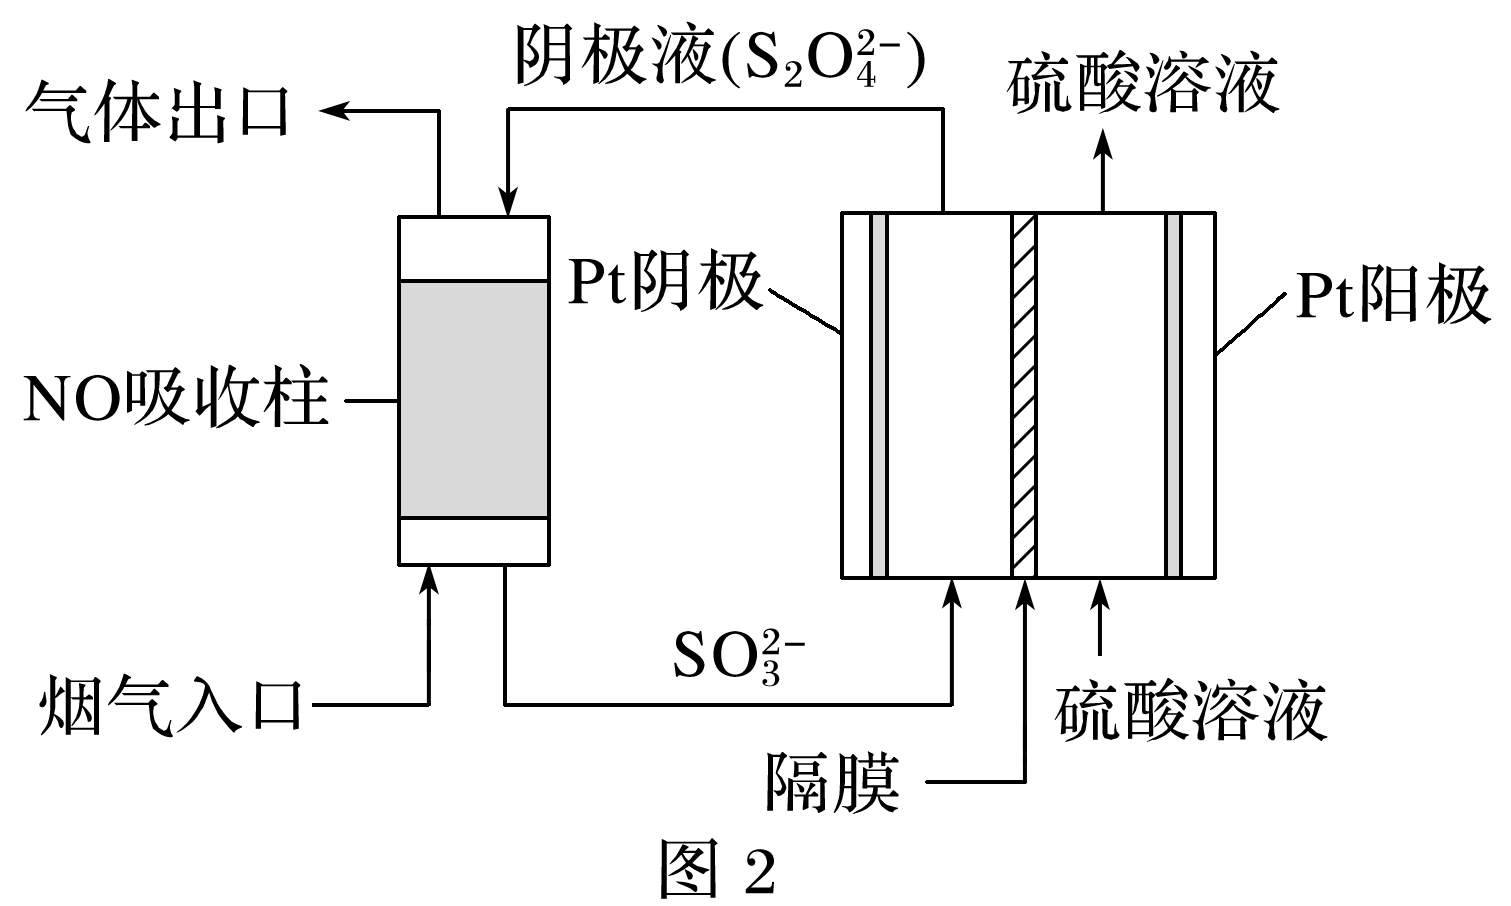 阴极液(S₂O₄²⁻)
硫酸溶液
气体出口
Pt阴极
Pt阳极
NO吸收柱
SO₃²⁻
烟气入口
硫酸溶液
隔膜
图 2